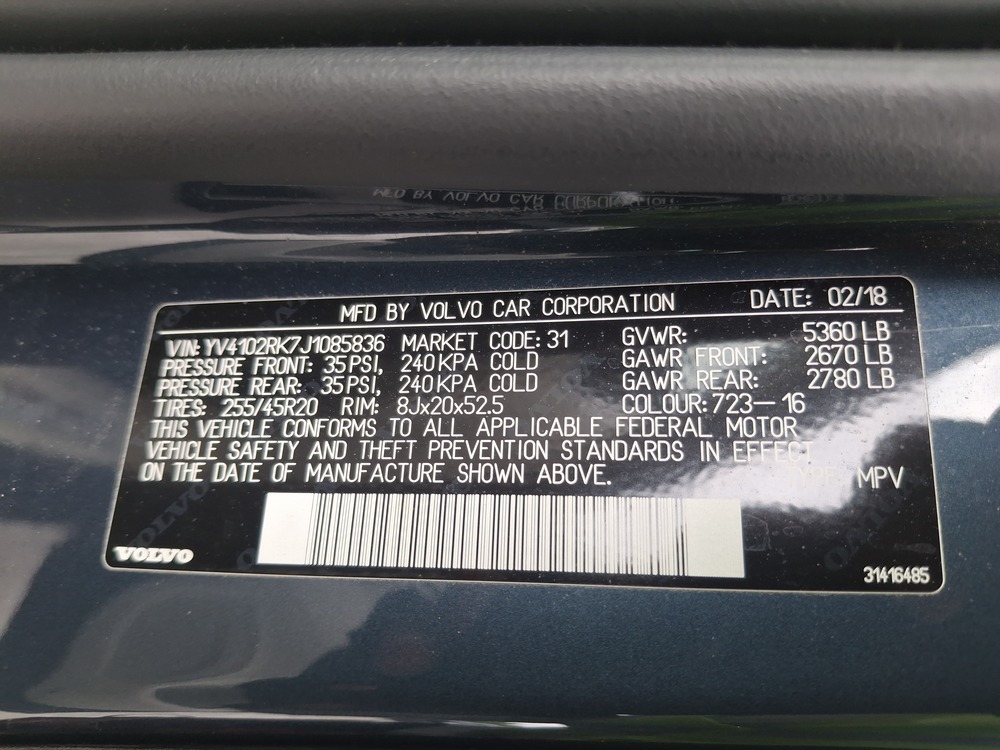 MFD BY VOLVO CAR CORPORATION DATE: 02/18
VIN: YV4102RK7J1085836 MARKET CODE: 31 GVWR: 5360 LB
PRESSURE FRONT: 35 PSI, 240 KPA COLD GAWR FRONT: 2670 LB
PRESSURE REAR: 35 PSI, 240 KPA COLD GAWR REAR: 2780 LB
TIRES: 255/45R20 RIM: 8Jx20x52.5 COLOUR: 723-16
THIS VEHICLE CONFORMS TO ALL APPLICABLE FEDERAL MOTOR
VEHICLE SAFETY AND THEFT PREVENTION STANDARDS IN EFFECT
ON THE DATE OF MANUFACTURE SHOWN ABOVE. MPV
VOLVO
31416485